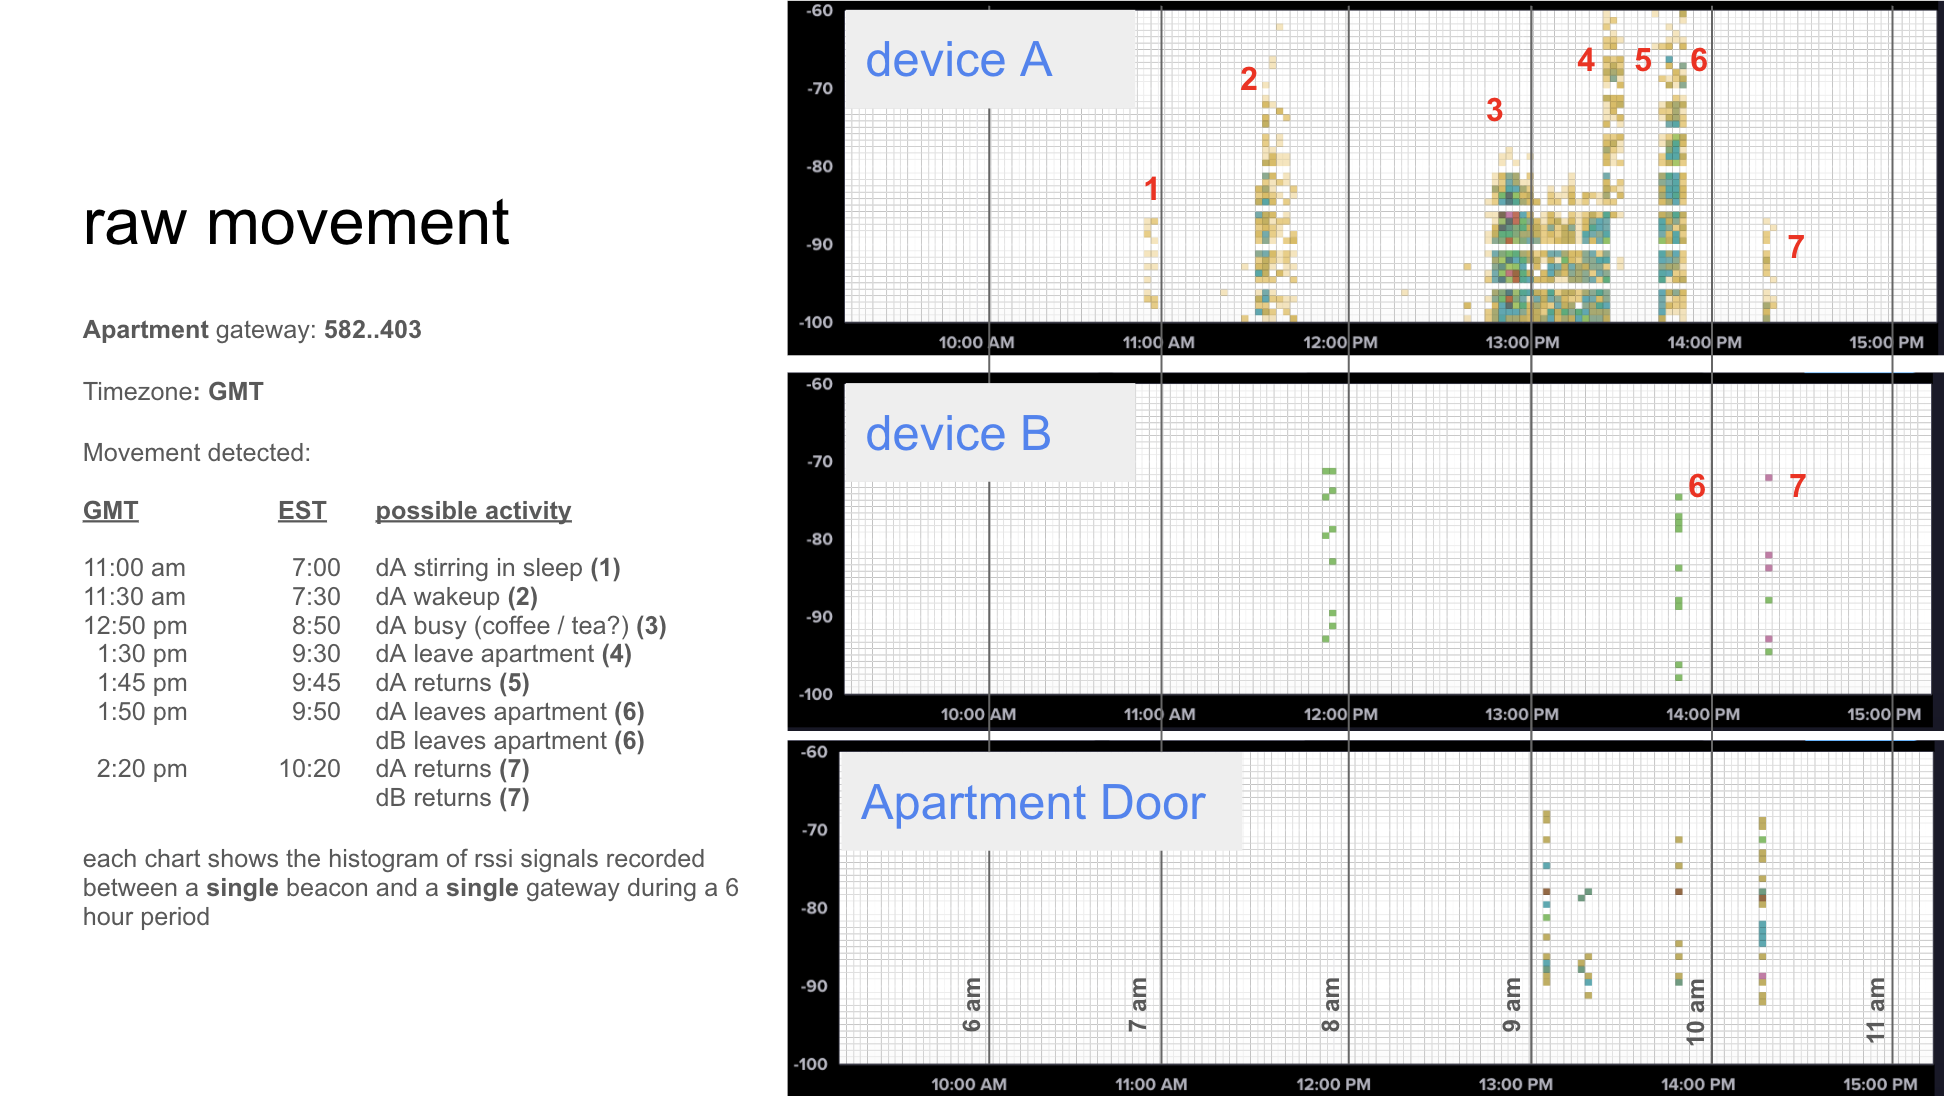 raw movement
Apartment gateway: 582..403
Timezone: GMT
Movement detected:
GMT EST possible activity
11:00 am 7:00 dA stirring in sleep (1)
11:30 am 7:30 dA wakeup (2)
12:50 pm 8:50 dA busy (coffee / tea?) (3)
1:30 pm 9:30 dA leave apartment (4)
1:45 pm 9:45 dA returns (5)
1:50 pm 9:50 dA leaves apartment (6)
dB leaves apartment (6)
2:20 pm 10:20 dA returns (7)
dB returns (7)
each chart shows the histogram of rssi signals recorded
between a single beacon and a single gateway during a 6
hour period
device A
-60
-70
-80
-90
-100
1
2
3
4
5
6
7
10:00 AM 11:00 AM 12:00 PM 13:00 PM 14:00 PM 15:00 PM
device B
-60
-70
-80
-90
-100
6
7
10:00 AM 11:00 AM 12:00 PM 13:00 PM 14:00 PM 15:00 PM
Apartment Door
-60
-70
-80
-90
-100
6 am
7 am
8 am
9 am
10 am
11 am
10:00 AM 11:00 AM 12:00 PM 13:00 PM 14:00 PM 15:00 PM